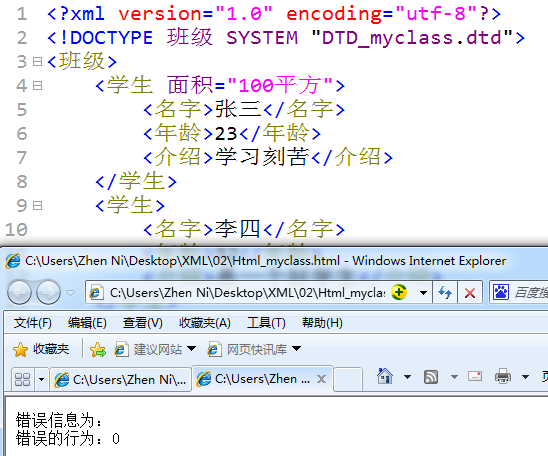 1 <?xml version="1.0" encoding="utf-8"?>
2 <!DOCTYPE 班级 SYSTEM "DTD_myclass.dtd">
3 <班级>
4 <学生 面积="100平方">
5 <名字>张三</名字>
6 <年龄>23</年龄>
7 <介绍>学习刻苦</介绍>
8 </学生>
9 <学生>
10 <名字>李四</名字>
C:\Users\Zhen Ni\Desktop\XML\02\Html_myclass.html - Windows Internet Explorer
C:\Users\Zhen Ni\Desktop\XML\02\Html_myclas 百度搜
文件(F) 编辑(E) 查看(V) 收藏夹(A) 工具(T) 帮助(H)
收藏夹 建议网站 网页快讯库
C:\Users\Zhen Ni\... C:\Users\Zhen ...
错误信息为:
错误的行为:0